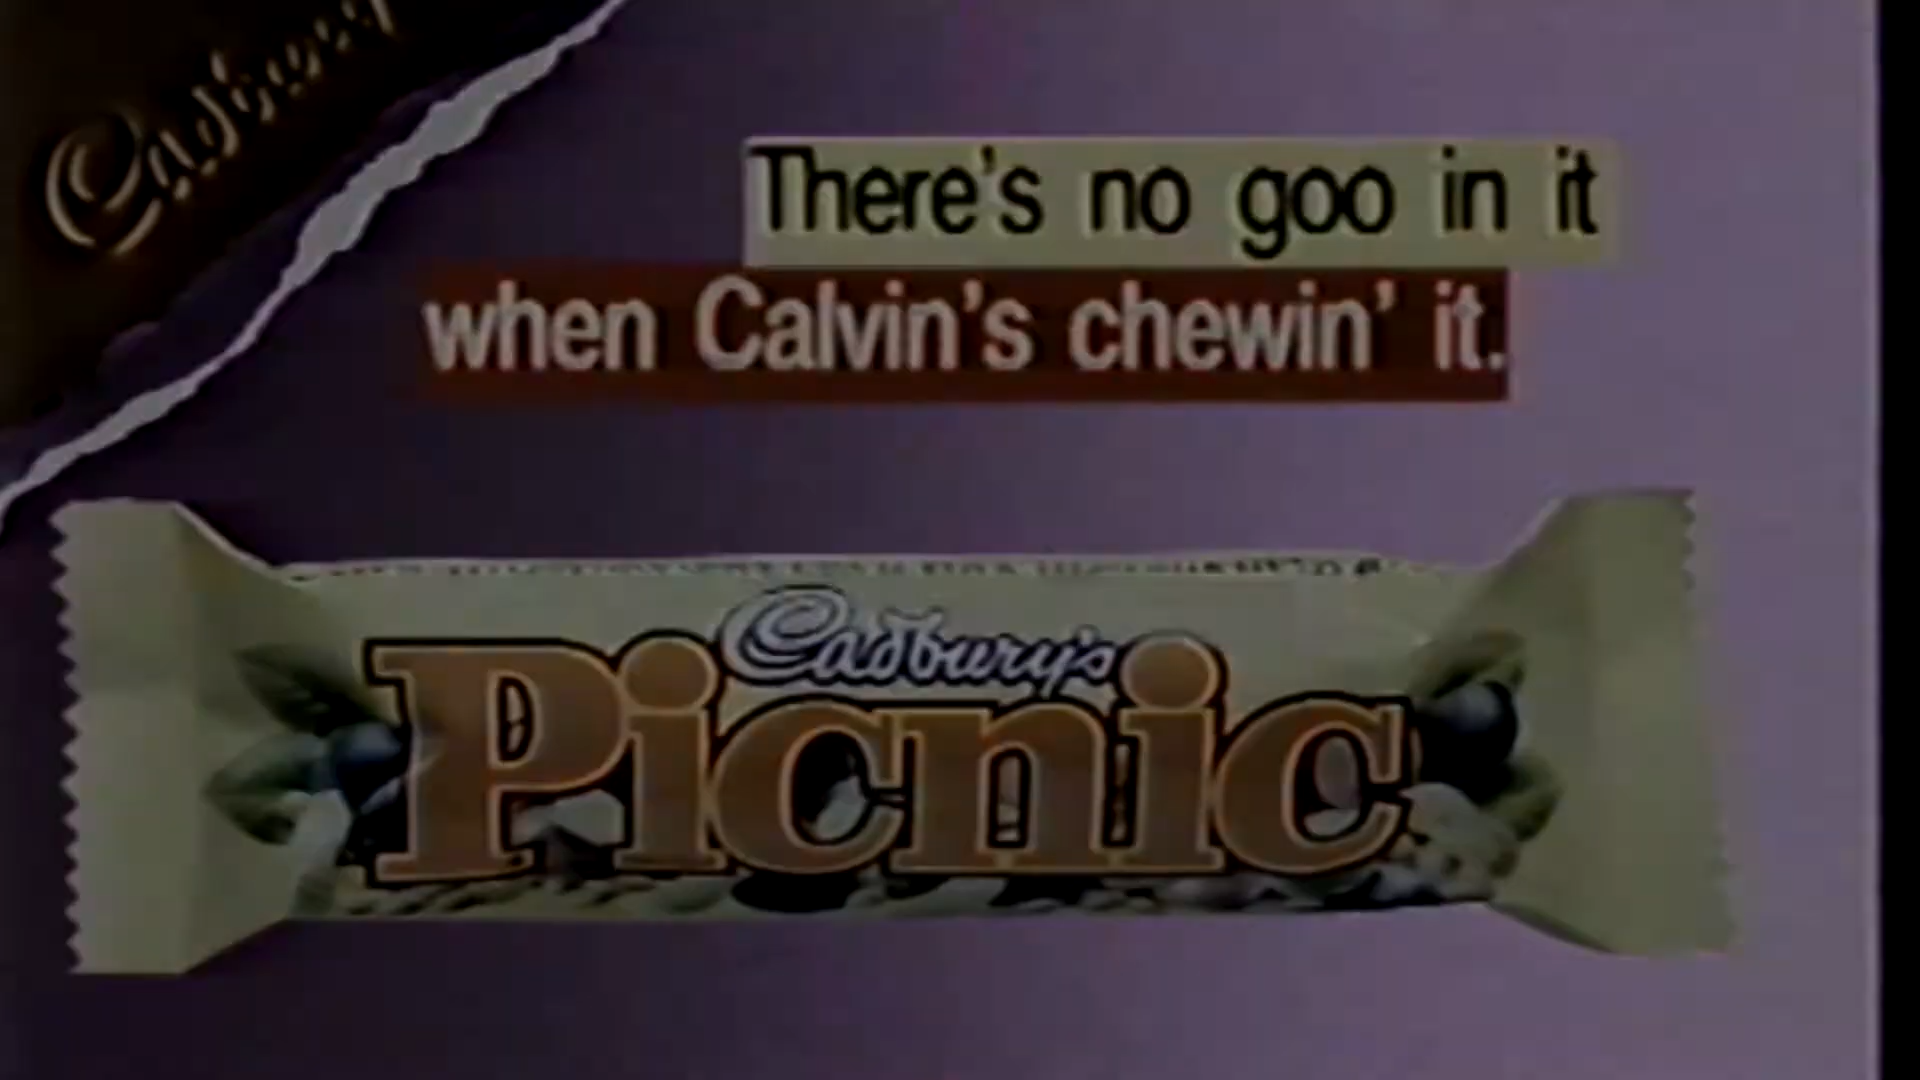 Cadbury
There's no goo in it
when Calvin's chewin' it.
Cadbury's
Picnic